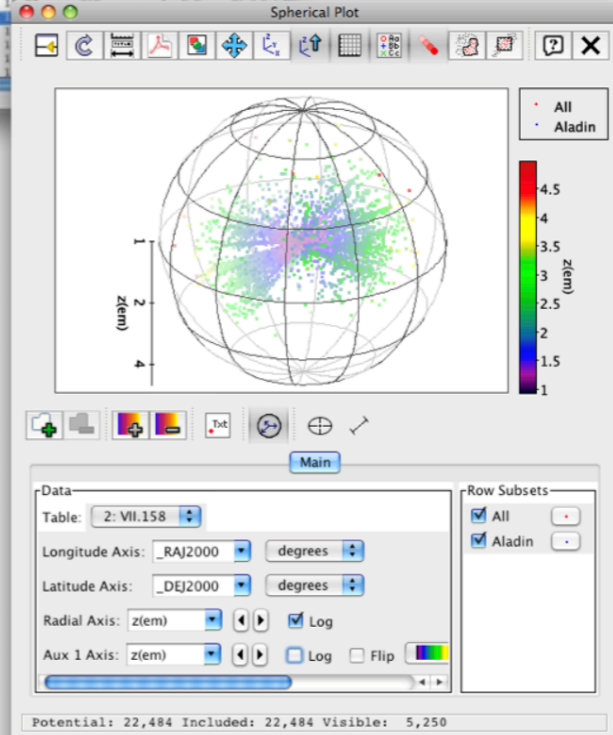 Spherical Plot
All
Aladin
4.5
4
3.5
3
2.5
2
1.5
1
z(em)
1
2
4
z(em)
Txt
Main
Data
Table: 2: VII.158
Longitude Axis: _RAJ2000 degrees
Latitude Axis: _DEJ2000 degrees
Radial Axis: z(em) Log
Aux 1 Axis: z(em) Log Flip
Row Subsets
All
Aladin
Potential: 22,484 Included: 22,484 Visible: 5,250